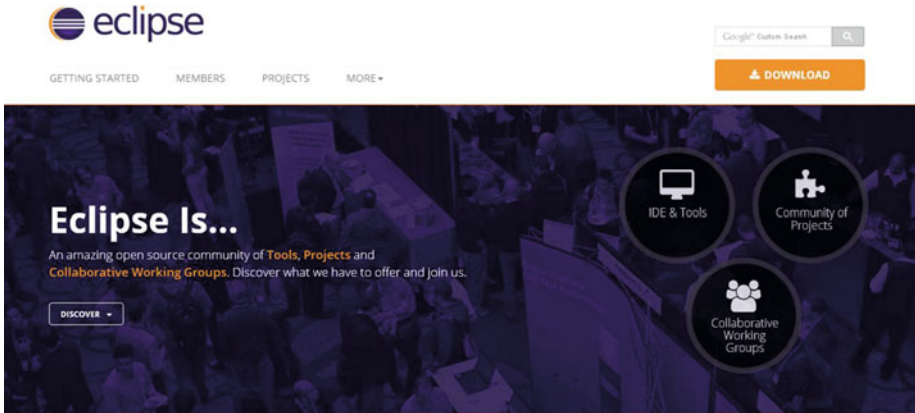 eclipse
Google™ Custom Search
GETTING STARTED MEMBERS PROJECTS MORE
DOWNLOAD
Eclipse Is...
An amazing open source community of Tools, Projects and
Collaborative Working Groups. Discover what we have to offer and join us.
DISCOVER
IDE & Tools
Community of
Projects
Collaborative
Working
Groups